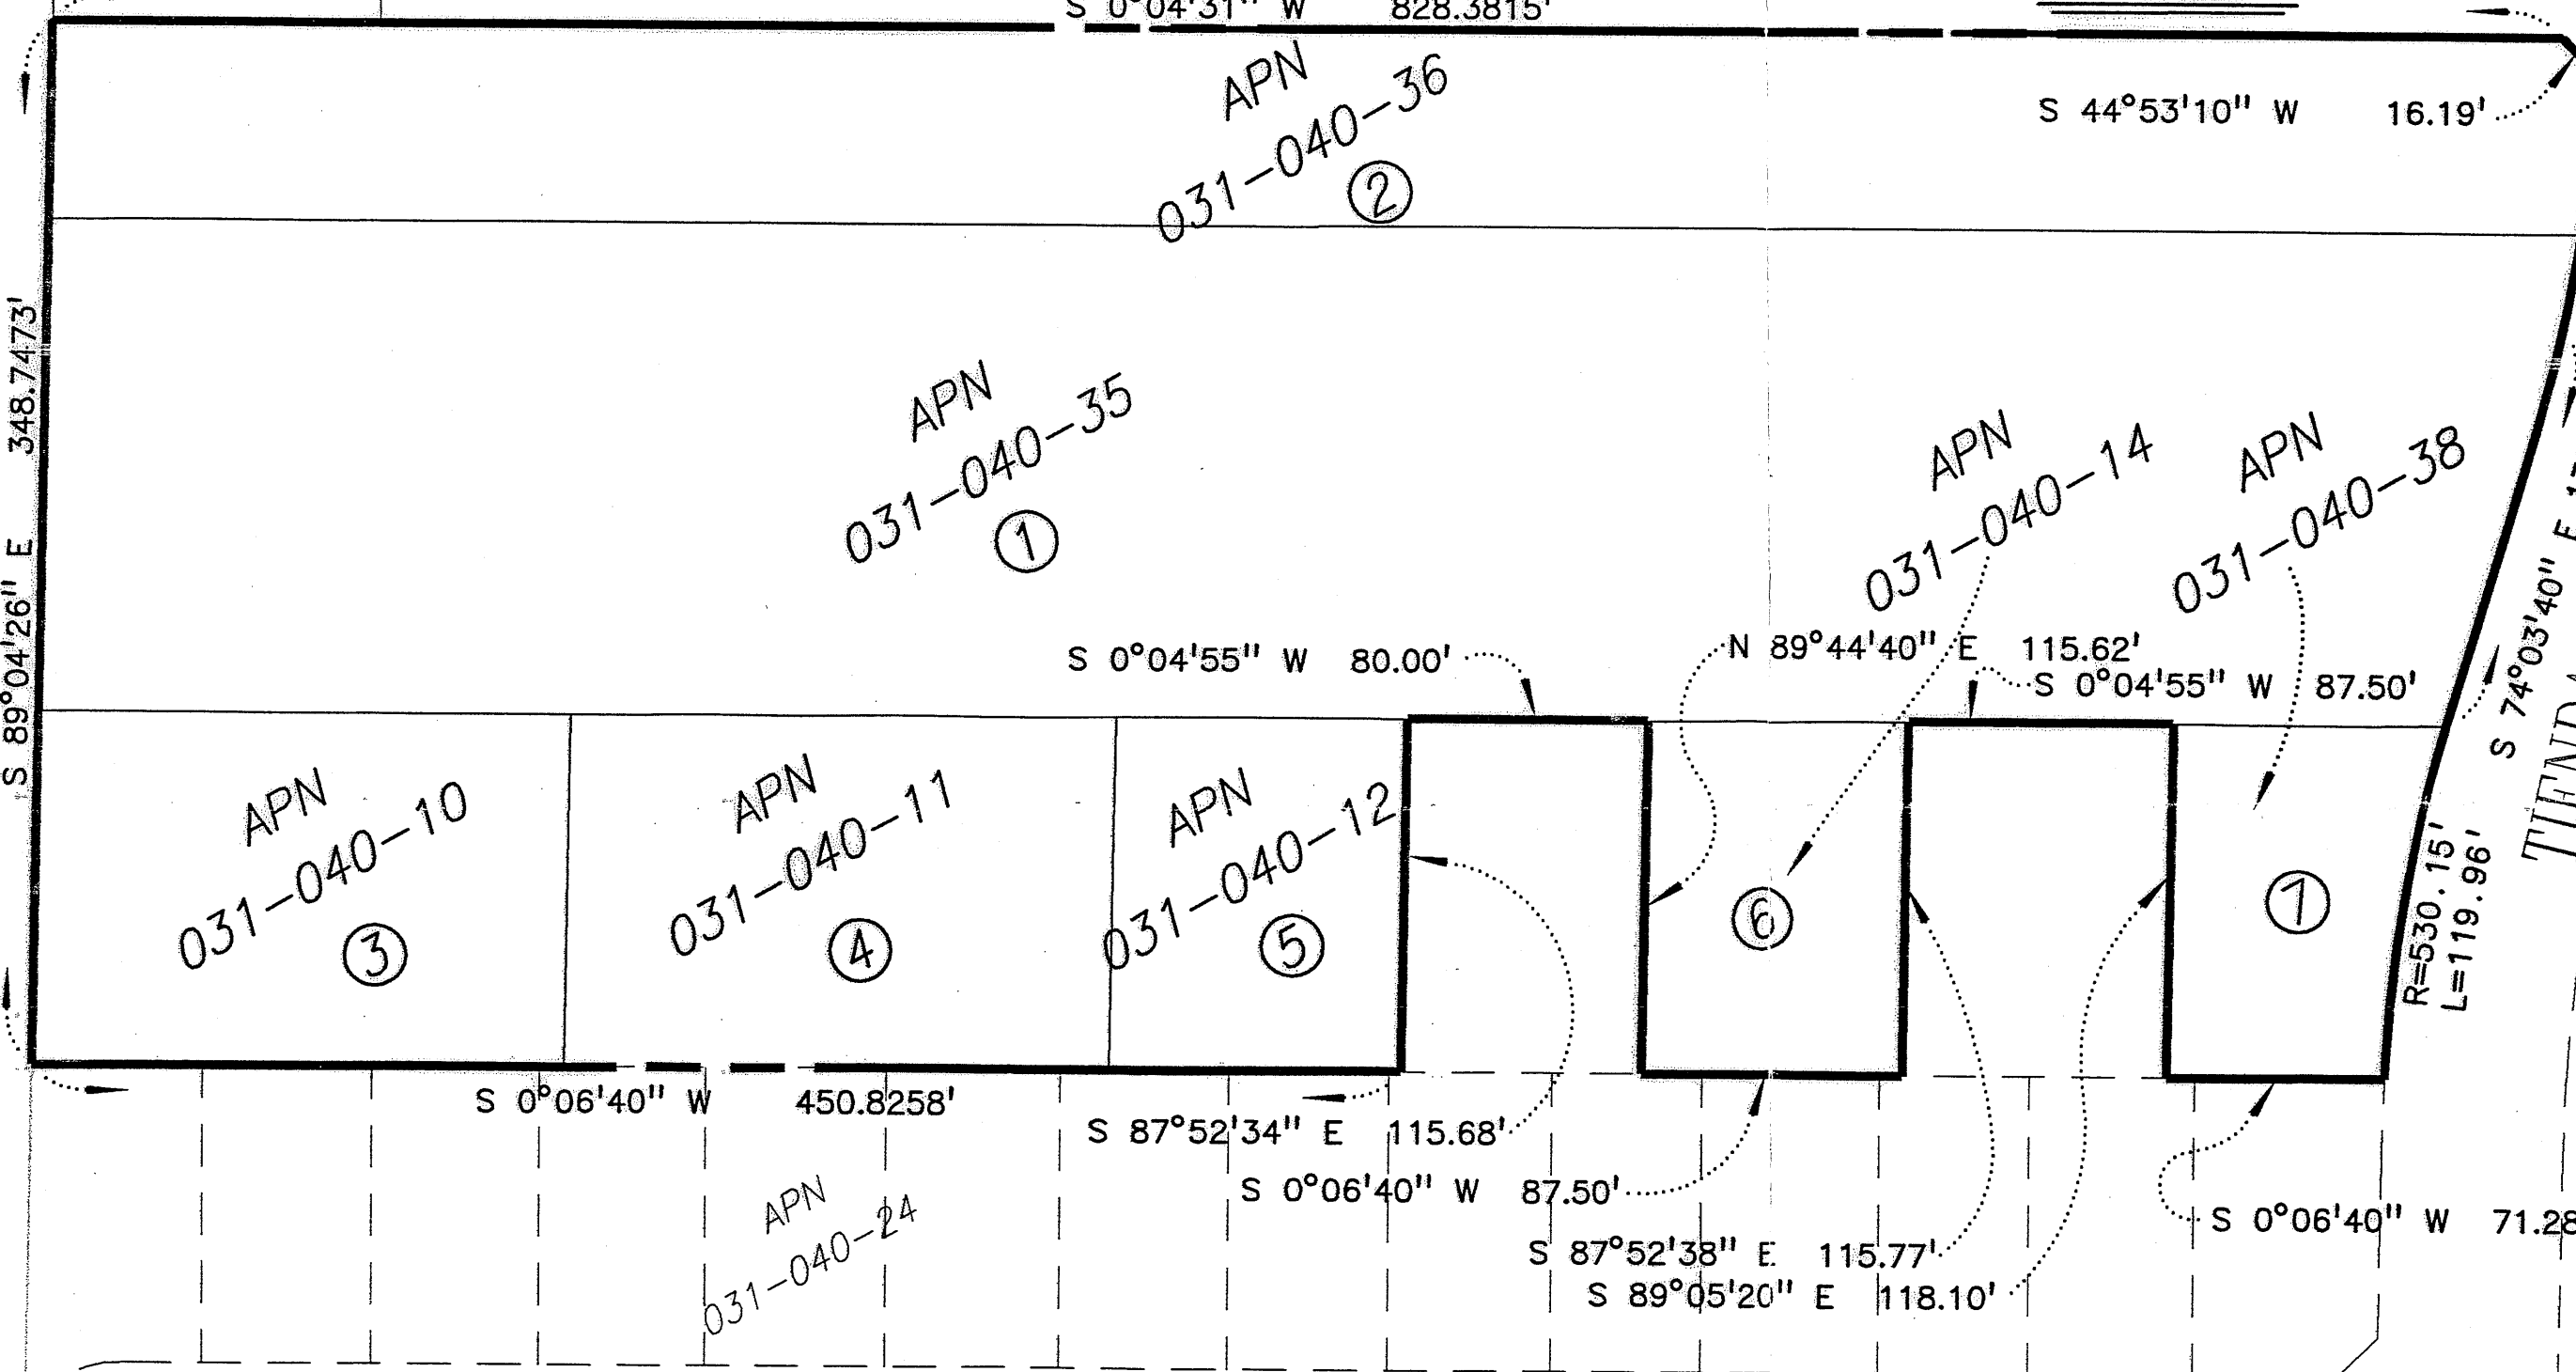 S 0°04'31" W 828.3815'
S 44°53'10" W 16.19'
APN
031-040-36
2
S 89°04'26" E 348.7473'
APN
031-040-35
1
APN
031-040-14
APN
031-040-38
S 0°04'55" W 80.00'
N 89°44'40" E 115.62'
S 0°04'55" W 87.50'
S 74°03'40" E
APN
031-040-10
3
APN
031-040-11
4
APN
031-040-12
5
6
7
R=530.15'
L=119.96'
S 0°06'40" W 450.8258'
S 87°52'34" E 115.68'
S 0°06'40" W 87.50'
S 87°52'38" E 115.77'
S 89°05'20" E 118.10'
S 0°06'40" W 71.28
APN
031-040-24